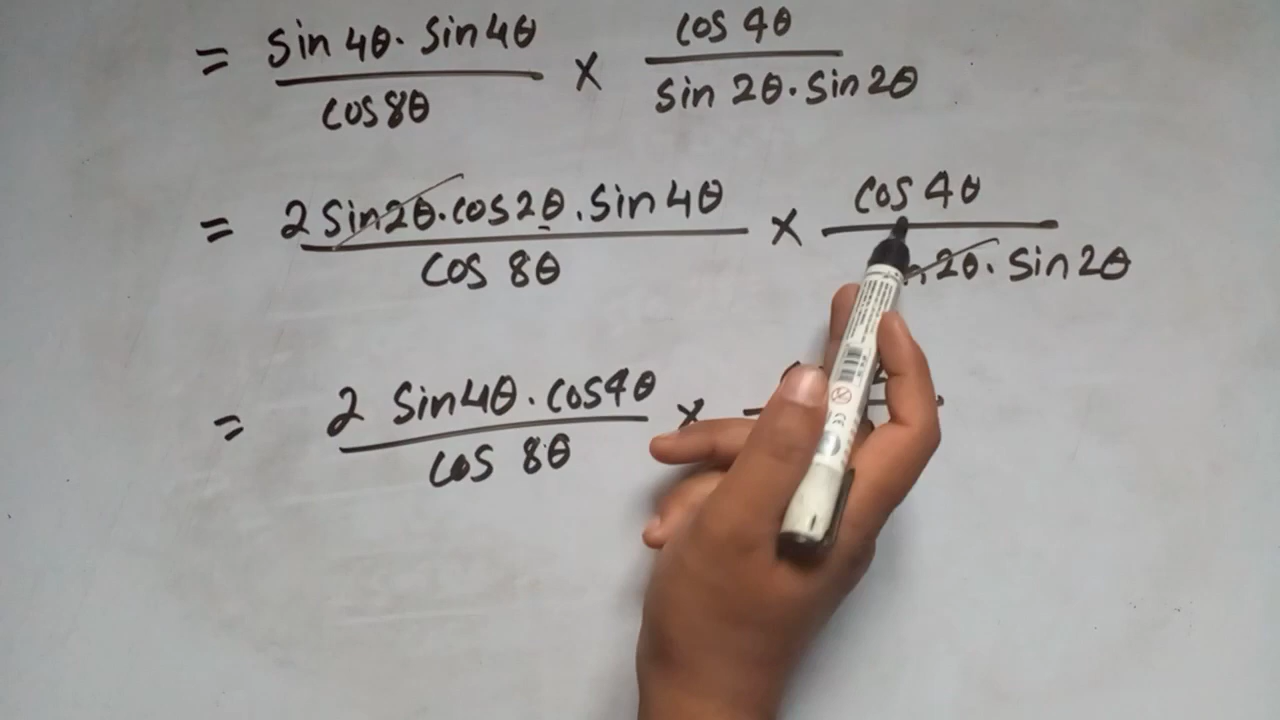 = sin 4θ · sin 4θ / cos 8θ × cos 4θ / sin 2θ · sin 2θ
= 2 sin 2θ · cos 2θ · sin 4θ / cos 8θ × cos 4θ / 2θ · sin 2θ
= 2 sin 4θ · cos 4θ / cos 8θ ×